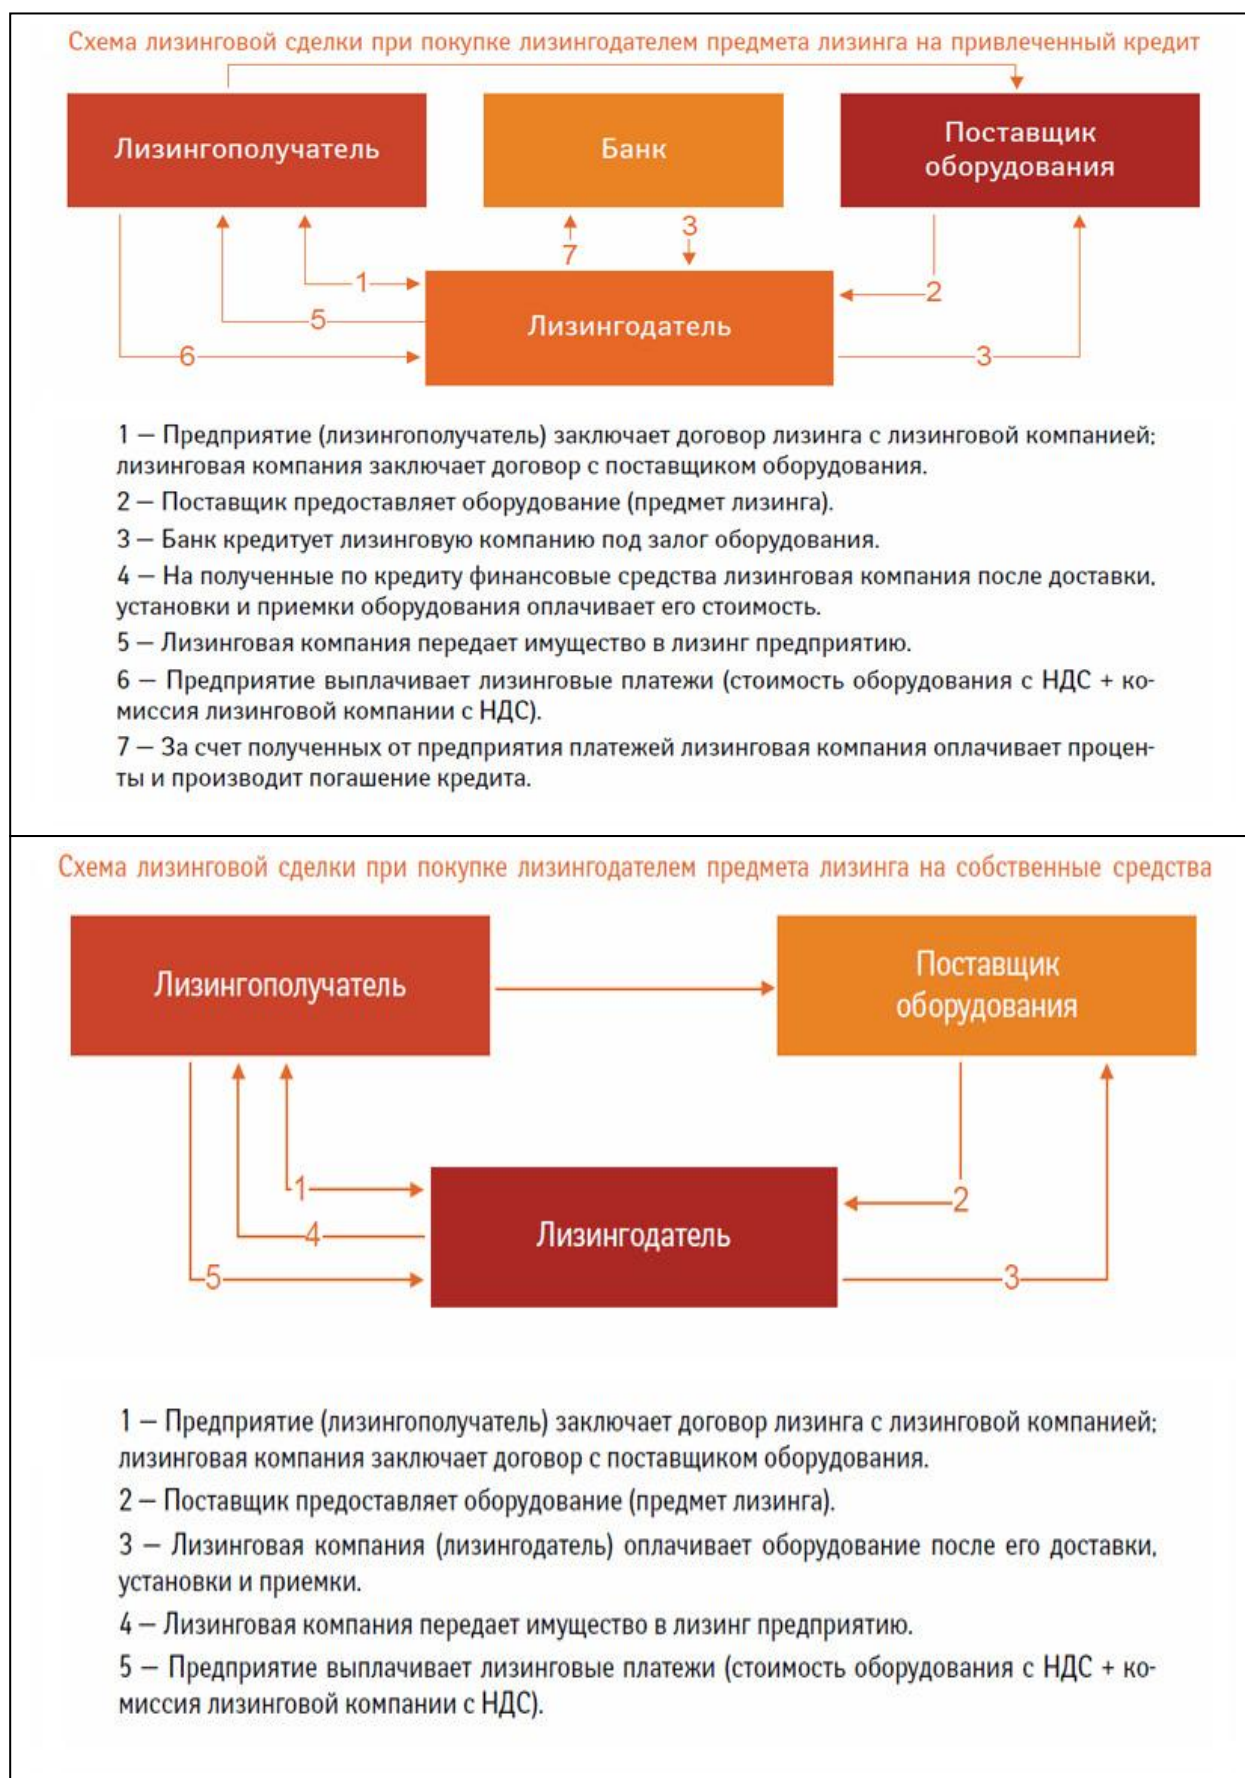 Схема лизинговой сделки при покупке лизингодателем предмета лизинга на привлеченный кредит
Лизингополучатель
Банк
Поставщик
оборудования
3
7
1
2
Лизингодатель
5
6
3
1 — Предприятие (лизингополучатель) заключает договор лизинга с лизинговой компанией;
лизинговая компания заключает договор с поставщиком оборудования.
2 — Поставщик предоставляет оборудование (предмет лизинга).
3 — Банк кредитует лизинговую компанию под залог оборудования.
4 — На полученные по кредиту финансовые средства лизинговая компания после доставки,
установки и приемки оборудования оплачивает его стоимость.
5 — Лизинговая компания передает имущество в лизинг предприятию.
6 — Предприятие выплачивает лизинговые платежи (стоимость оборудования с НДС + ко-
миссия лизинговой компании с НДС).
7 — За счет полученных от предприятия платежей лизинговая компания оплачивает процен-
ты и производит погашение кредита.
Схема лизинговой сделки при покупке лизингодателем предмета лизинга на собственные средства
Лизингополучатель
Поставщик
оборудования
1
2
4
Лизингодатель
5
3
1 — Предприятие (лизингополучатель) заключает договор лизинга с лизинговой компанией;
лизинговая компания заключает договор с поставщиком оборудования.
2 — Поставщик предоставляет оборудование (предмет лизинга).
3 — Лизинговая компания (лизингодатель) оплачивает оборудование после его доставки,
установки и приемки.
4 — Лизинговая компания передает имущество в лизинг предприятию.
5 — Предприятие выплачивает лизинговые платежи (стоимость оборудования с НДС + ко-
миссия лизинговой компании с НДС).